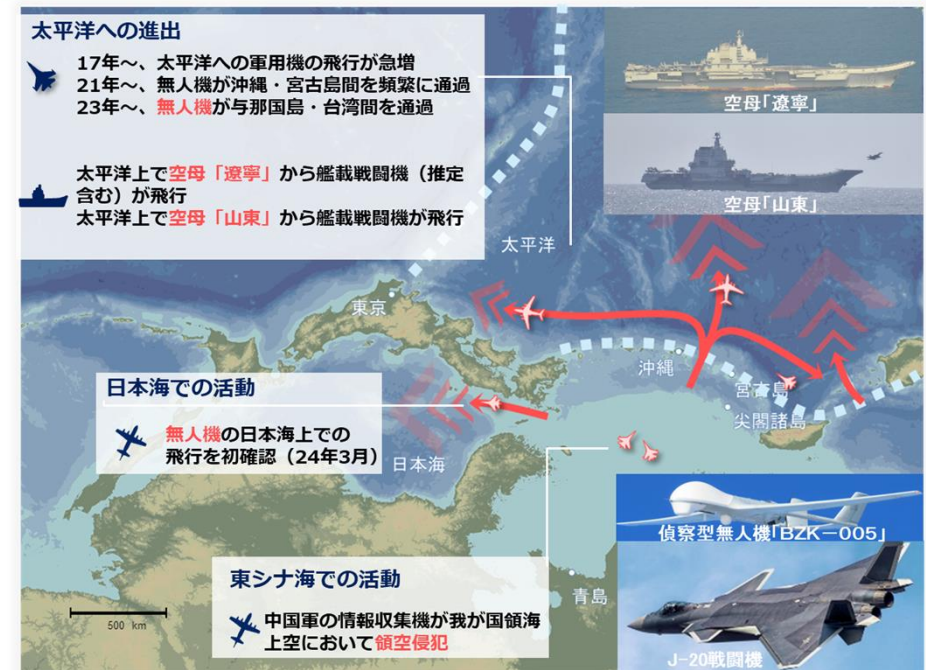 太平洋への進出
17年～、太平洋への軍用機の飛行が急増
21年～、無人機が沖縄・宮古島間を頻繁に通過
23年～、無人機が与那国島・台湾間を通過
太平洋上で空母「遼寧」から艦載戦闘機（推定
含む）が飛行
太平洋上で空母「山東」から艦載戦闘機が飛行
空母「遼寧」
空母「山東」
太平洋
東京
沖縄
宮古島
尖閣諸島
日本海での活動
無人機の日本海上での
飛行を初確認（24年3月）
日本海
偵察型無人機「BZK－005」
東シナ海での活動
中国軍の情報収集機が我が国領海
上空において領空侵犯
青島
500 km
J-20戦闘機